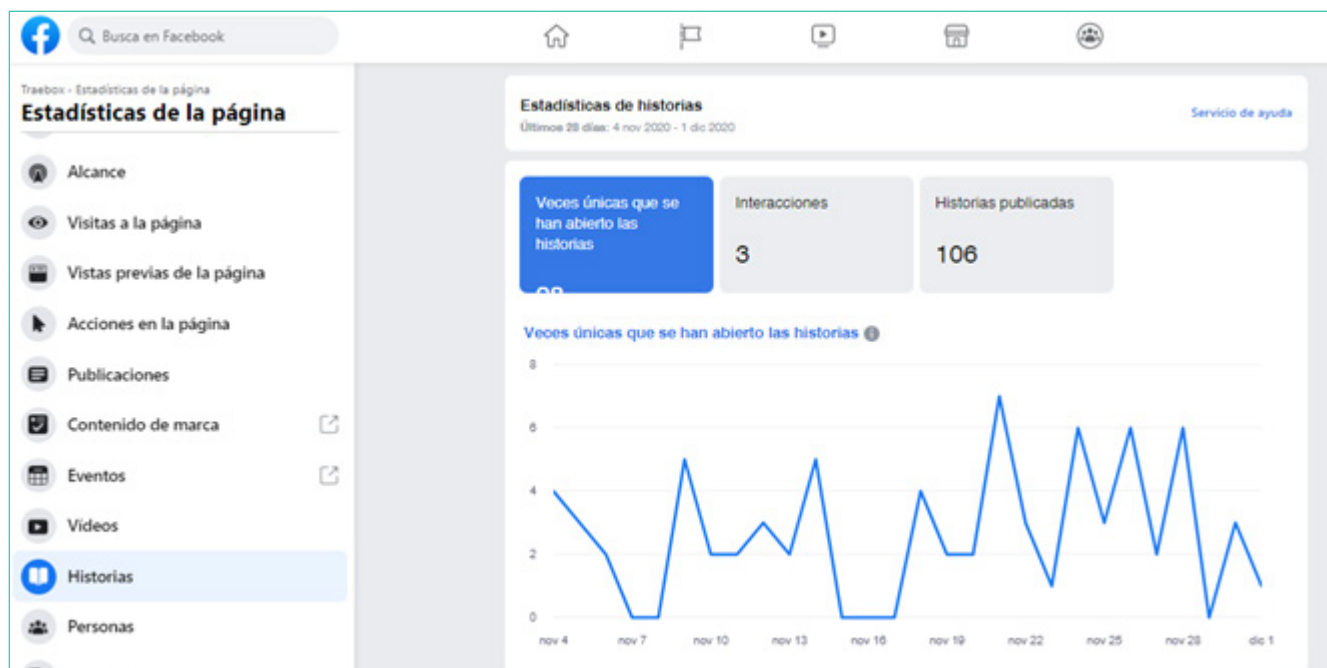 Busca en Facebook
Traebox - Estadísticas de la página
Estadísticas de la página
Alcance
Visitas a la página
Vistas previas de la página
Acciones en la página
Publicaciones
Contenido de marca
Eventos
Videos
Historias
Personas
Estadísticas de historias
Últimos 28 días: 4 nov 2020 - 1 dic 2020
Servicio de ayuda
Veces únicas que se
han abierto las
historias
Interacciones
3
Historias publicadas
106
Veces únicas que se han abierto las historias
8
6
4
2
0
nov 4 nov 7 nov 10 nov 13 nov 16 nov 19 nov 22 nov 25 nov 28 dic 1